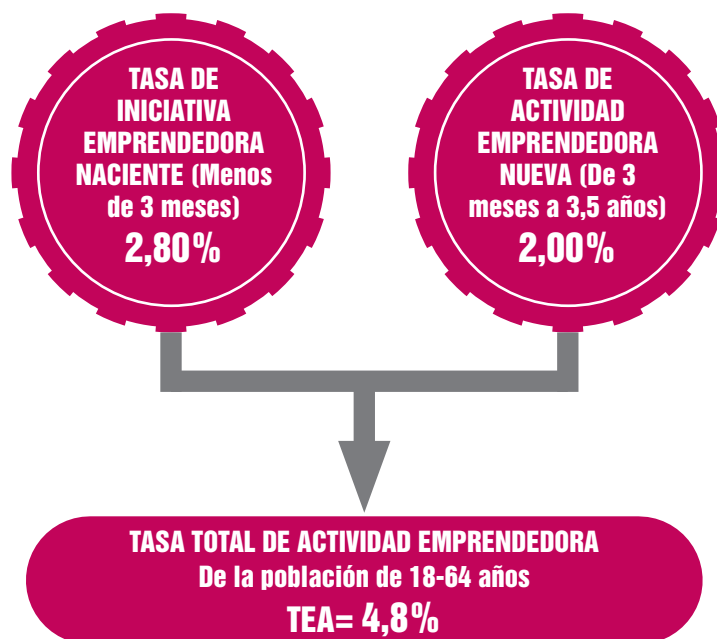 TASA DE
INICIATIVA
EMPRENDEDORA
NACIENTE (Menos
de 3 meses)
2,80%
TASA DE
ACTIVIDAD
EMPRENDEDORA
NUEVA (De 3
meses a 3,5 años)
2,00%
TASA TOTAL DE ACTIVIDAD EMPRENDEDORA
De la población de 18-64 años
TEA= 4,8%